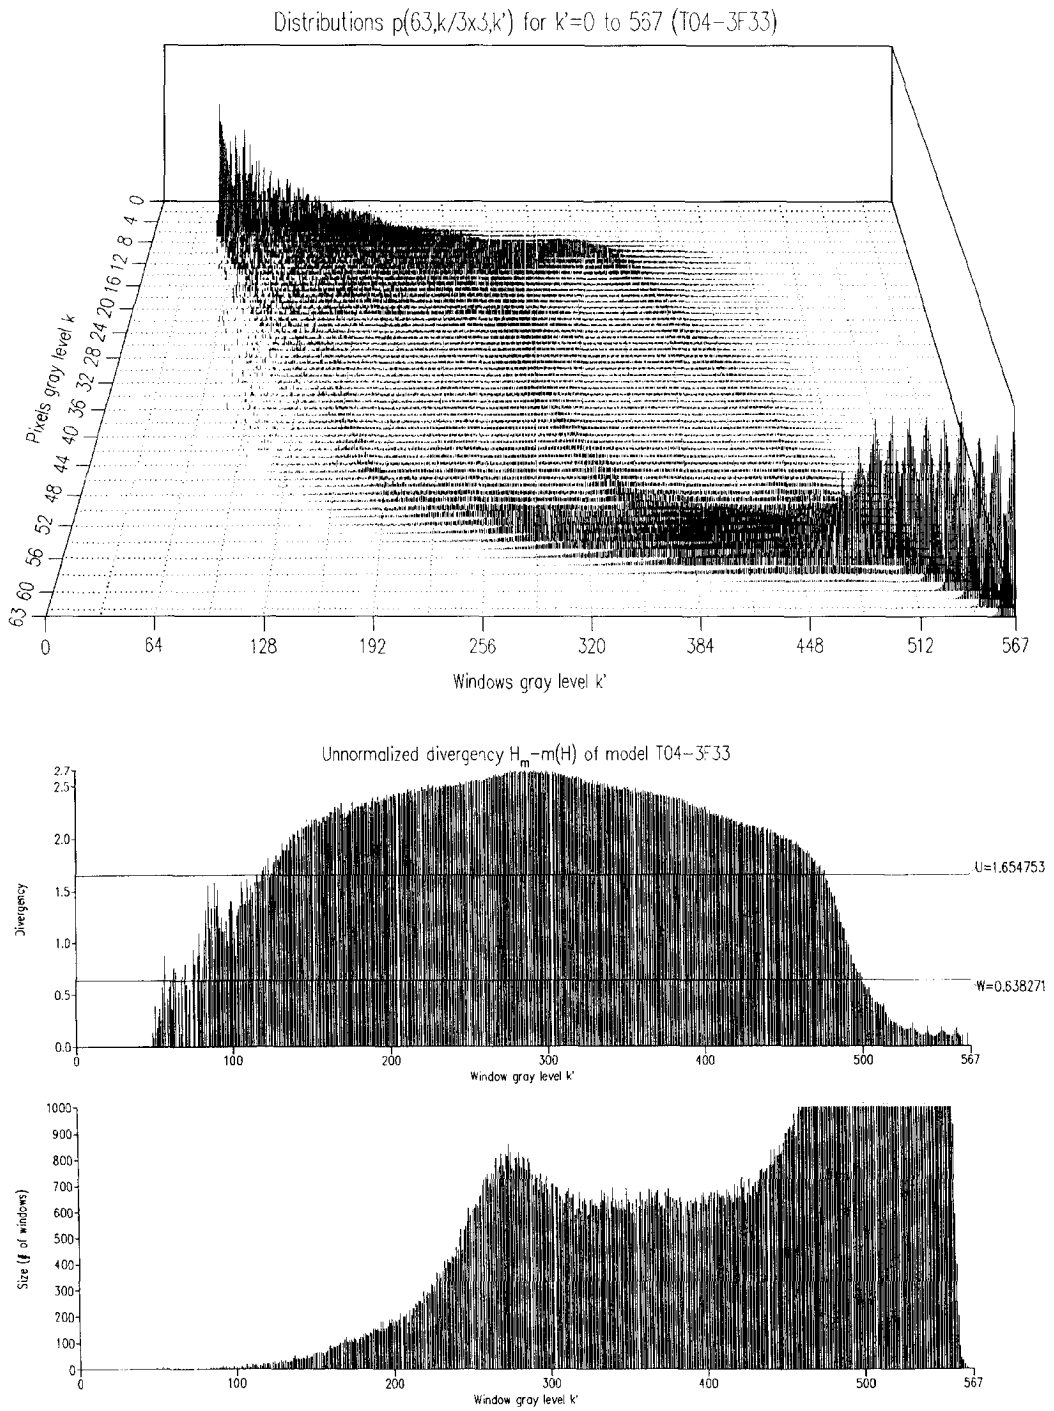 Distributions p(63,k/3x3,k') for k'=0 to 567 (T04-3F33)
Pixels gray level k
0
4
8
12
16
20
24
28
32
36
40
44
48
52
56
60
63
0 64 128 192 256 320 384 448 512 567
Windows gray level k'
Unnormalized divergency Hm-m(H) of model T04-3F33
Divergency
2.7
2.5
2.0
U=1.654753
1.5
1.0
W=0.638271
0.5
0.0
0 100 200 300 400 500 567
Window gray level k'
Size (# of windows)
1000
900
800
700
600
500
400
300
200
100
0
0 100 200 300 400 500 567
Window gray level k'